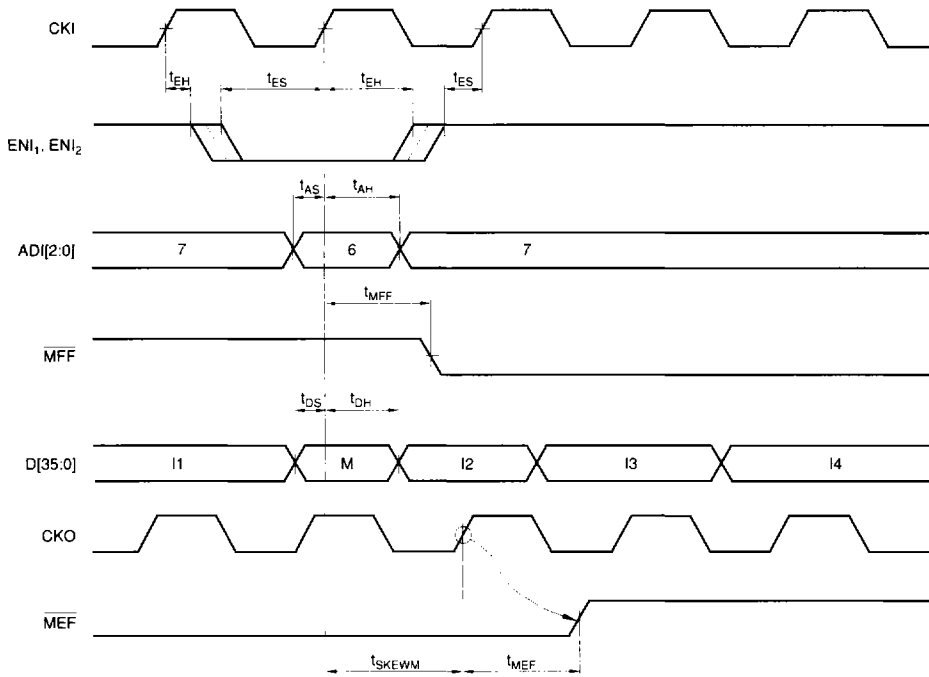 CKI
tEH tES tEH tES
ENI1, ENI2
tAS tAH
ADI[2:0] 7 6 7
tMFF
MFF
tDS tDH
D[35:0] I1 M I2 I3 I4
CKO
MEF
tSKEWM tMEF